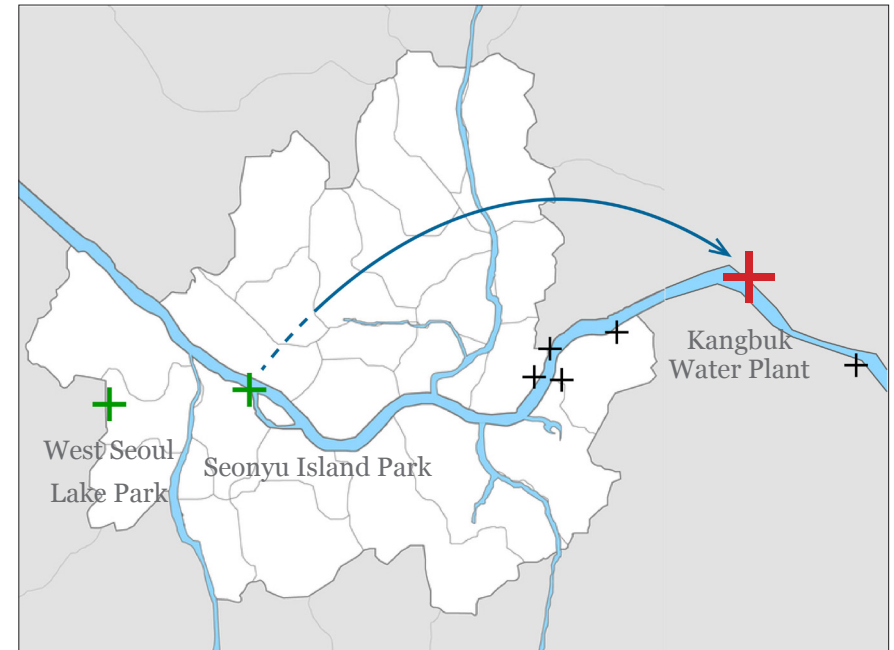 Kangbuk
Water Plant
West Seoul
Lake Park
Seonyu Island Park